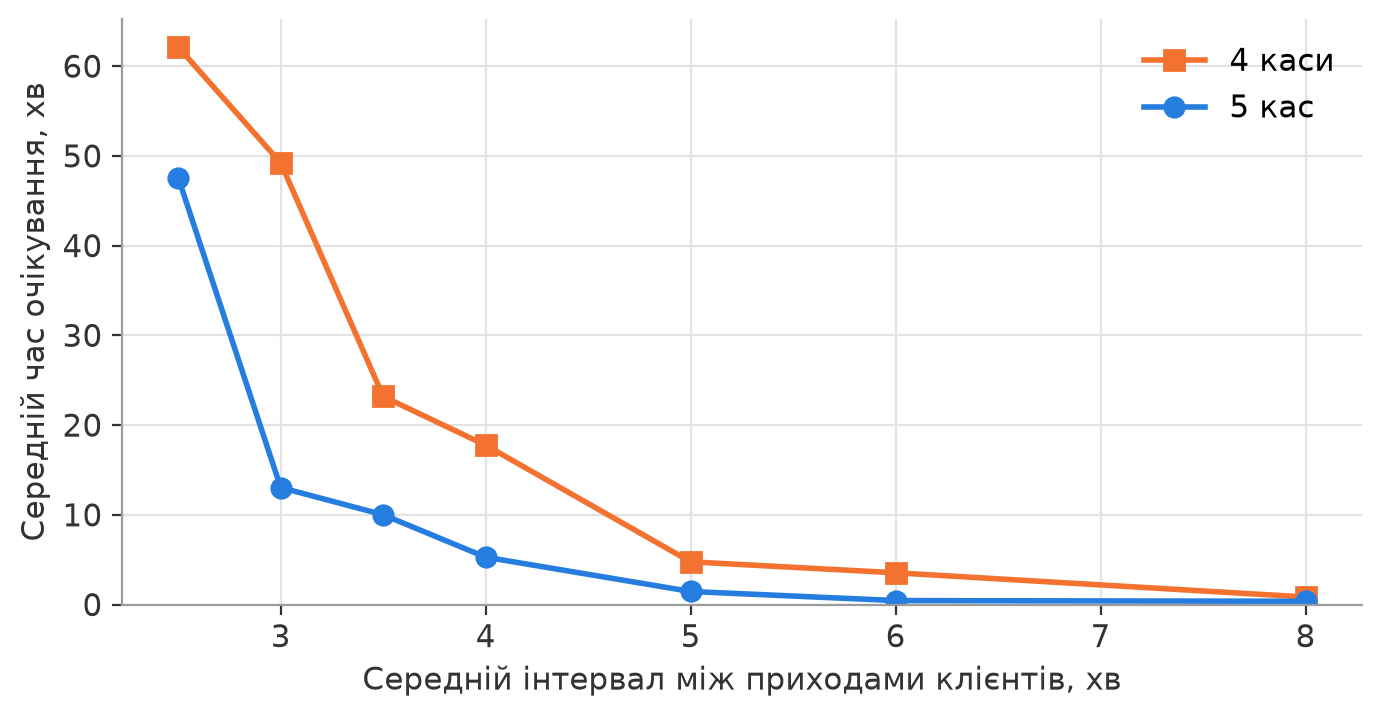 Середній час очікування, хв
60
50
40
30
20
10
0
4 каси
5 кас
3 4 5 6 7 8
Середній інтервал між приходами клієнтів, хв